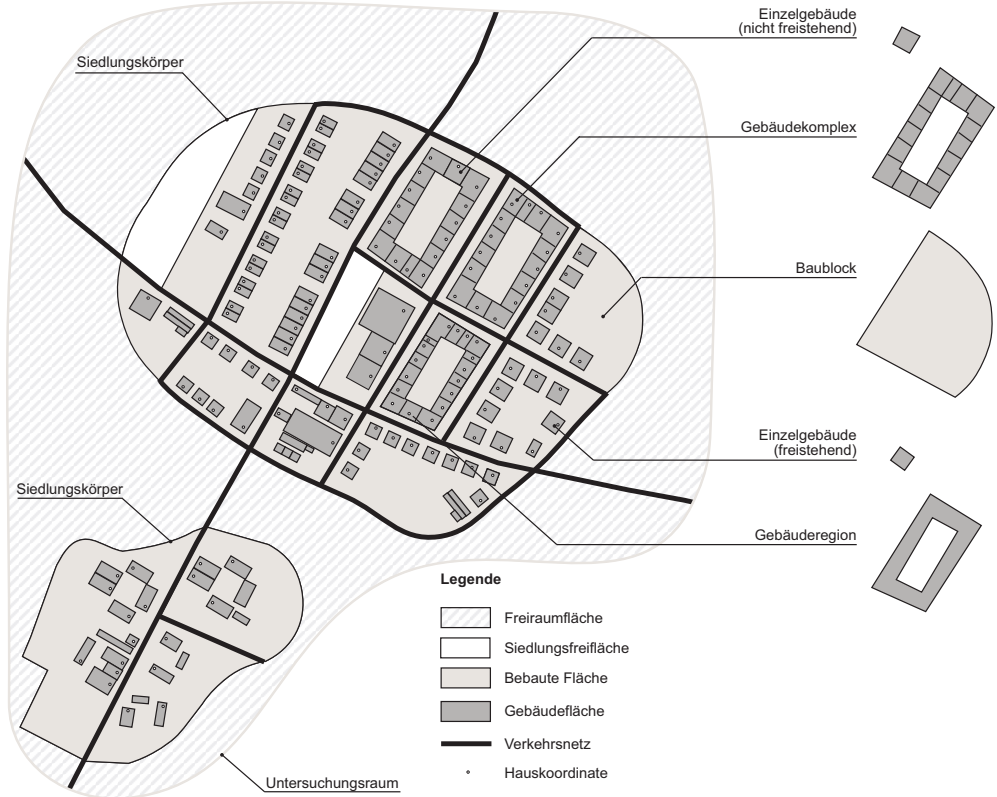 Einzelgebäude
(nicht freistehend)
Siedlungskörper
Gebäudekomplex
Baublock
Einzelgebäude
(freistehend)
Siedlungskörper
Gebäuderegion
Legende
Freiraumfläche
Siedlungsfreifläche
Bebaute Fläche
Gebäudefläche
Verkehrsnetz
Hauskoordinate
Untersuchungsraum